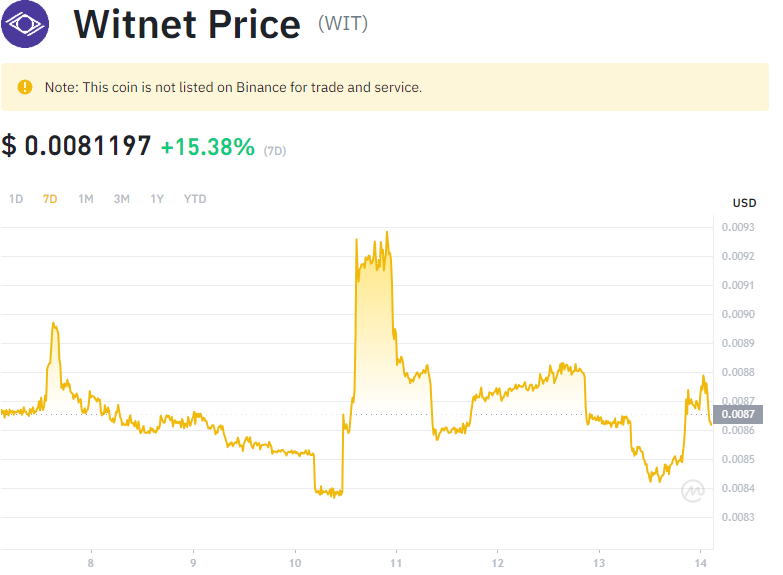 Witnet Price (WIT)
Note: This coin is not listed on Binance for trade and service.
$ 0.0081197 +15.38% (7D)
1D 7D 1M 3M 1Y YTD
USD
0.0093
0.0092
0.0091
0.0090
0.0089
0.0088
0.0087
0.0087
0.0086
0.0085
0.0084
0.0083
8 9 10 11 12 13 14